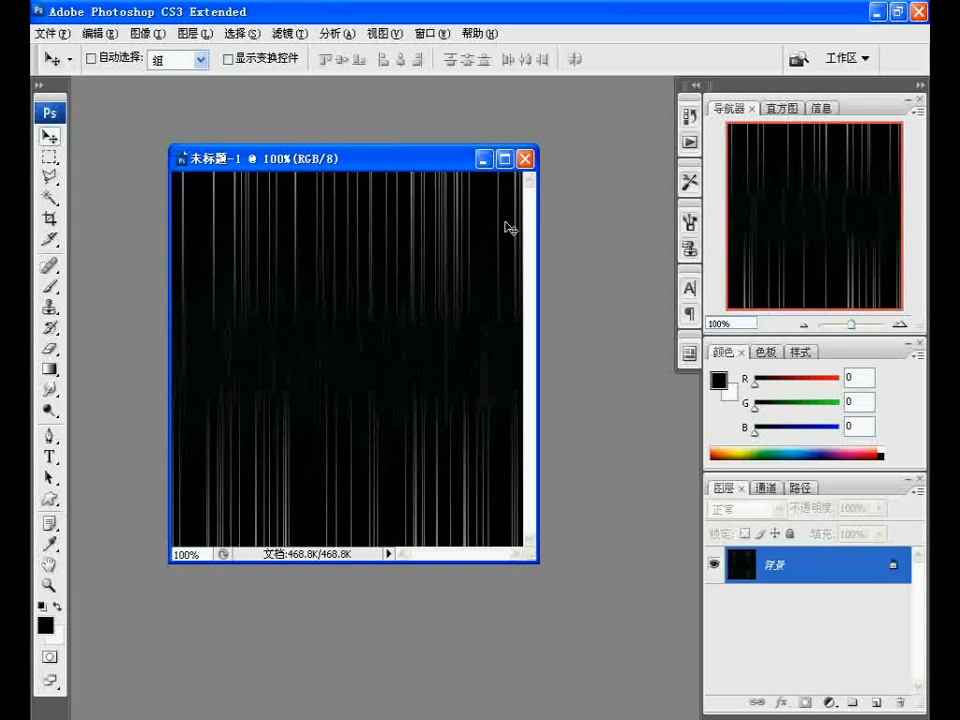 Adobe Photoshop CS3 Extended
文件(F) 编辑(E) 图像(I) 图层(L) 选择(S) 滤镜(T) 分析(A) 视图(V) 窗口(W) 帮助(H)
自动选择: 组 显示变换控件 工作区
Ps
未标题-1 @ 100%(RGB/8)
100% 文档:468.8K/468.8K
导航器 直方图 信息
100%
颜色 色板 样式
R 0
G 0
B 0
图层 通道 路径
正常 不透明度: 100%
锁定: 填充: 100%
背景